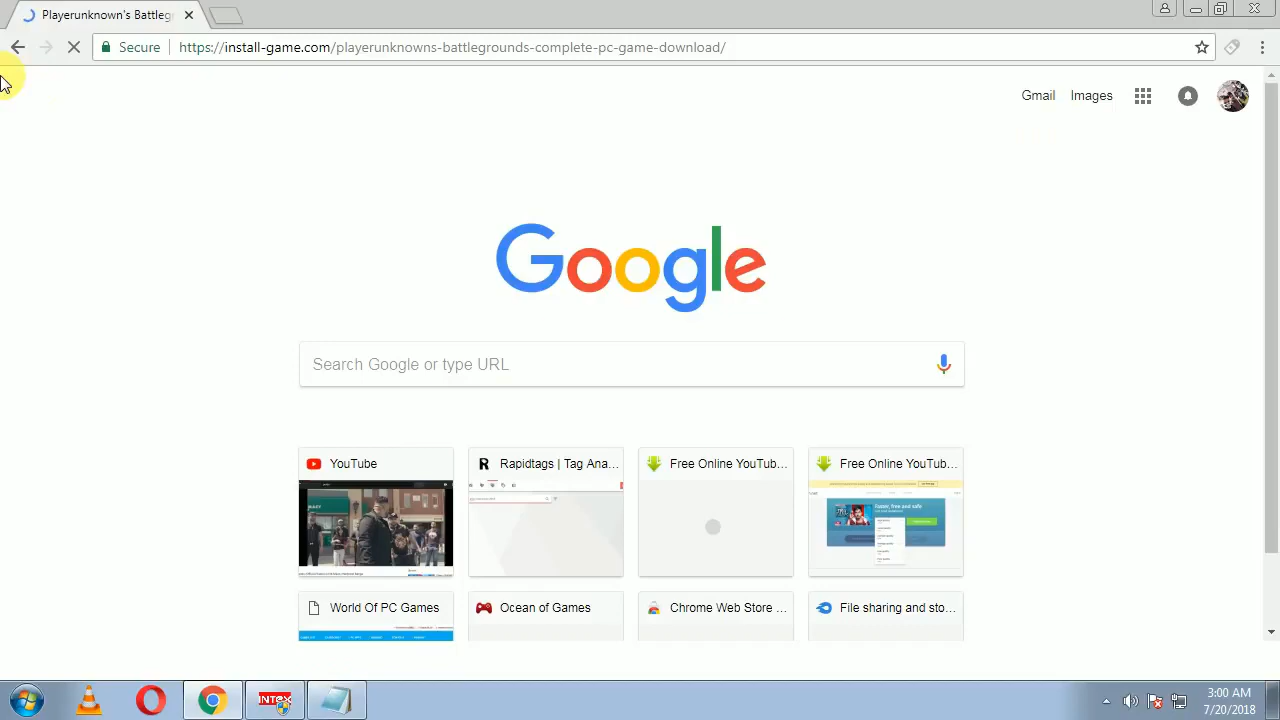 Playerunknown's Battlegr
Secure
https://install-game.com/playerunknowns-battlegrounds-complete-pc-game-download/
Gmail Images
Google
Search Google or type URL
YouTube
Rapidtags | Tag Ana...
Free Online YouTub...
Free Online YouTub...
World Of PC Games
Ocean of Games
Chrome Web Store ...
File sharing and sto...
INTEX
3:00 AM
7/20/2018